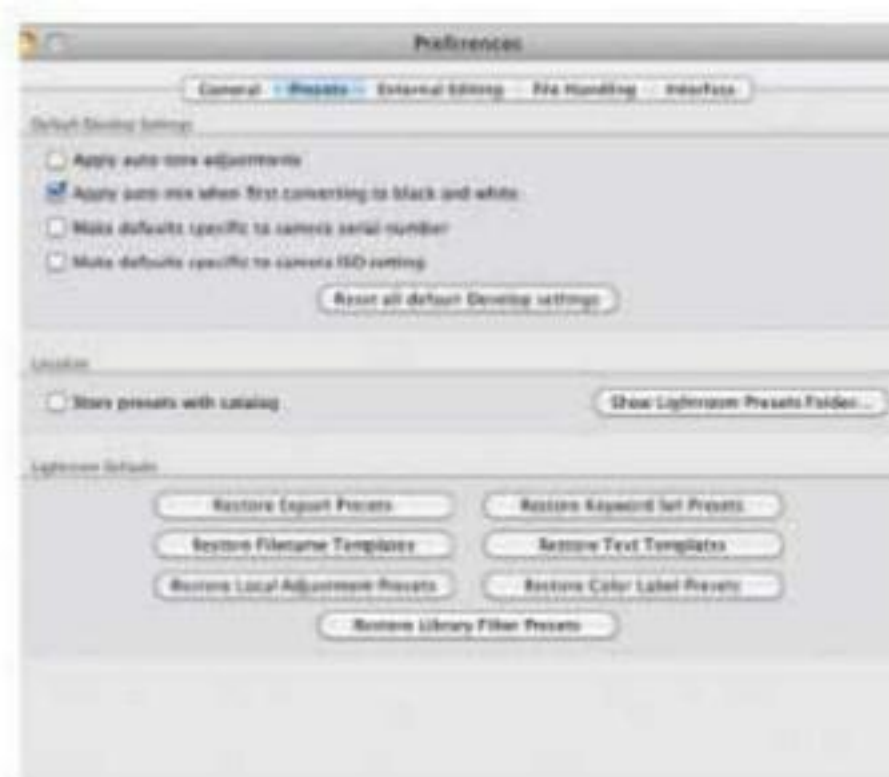 Preferences
General Presets External Editing File Handling Interface
Default Develop Settings
Apply auto tone adjustments
Apply auto mix when first converting to black and white
Make defaults specific to camera serial number
Make defaults specific to camera ISO setting
Reset all default Develop settings
Location
Store presets with catalog
Show Lightroom Presets Folder...
Lightroom Defaults
Restore Export Presets
Restore Keyword Set Presets
Restore Filename Templates
Restore Text Templates
Restore Local Adjustment Presets
Restore Color Label Presets
Restore Library Filter Presets